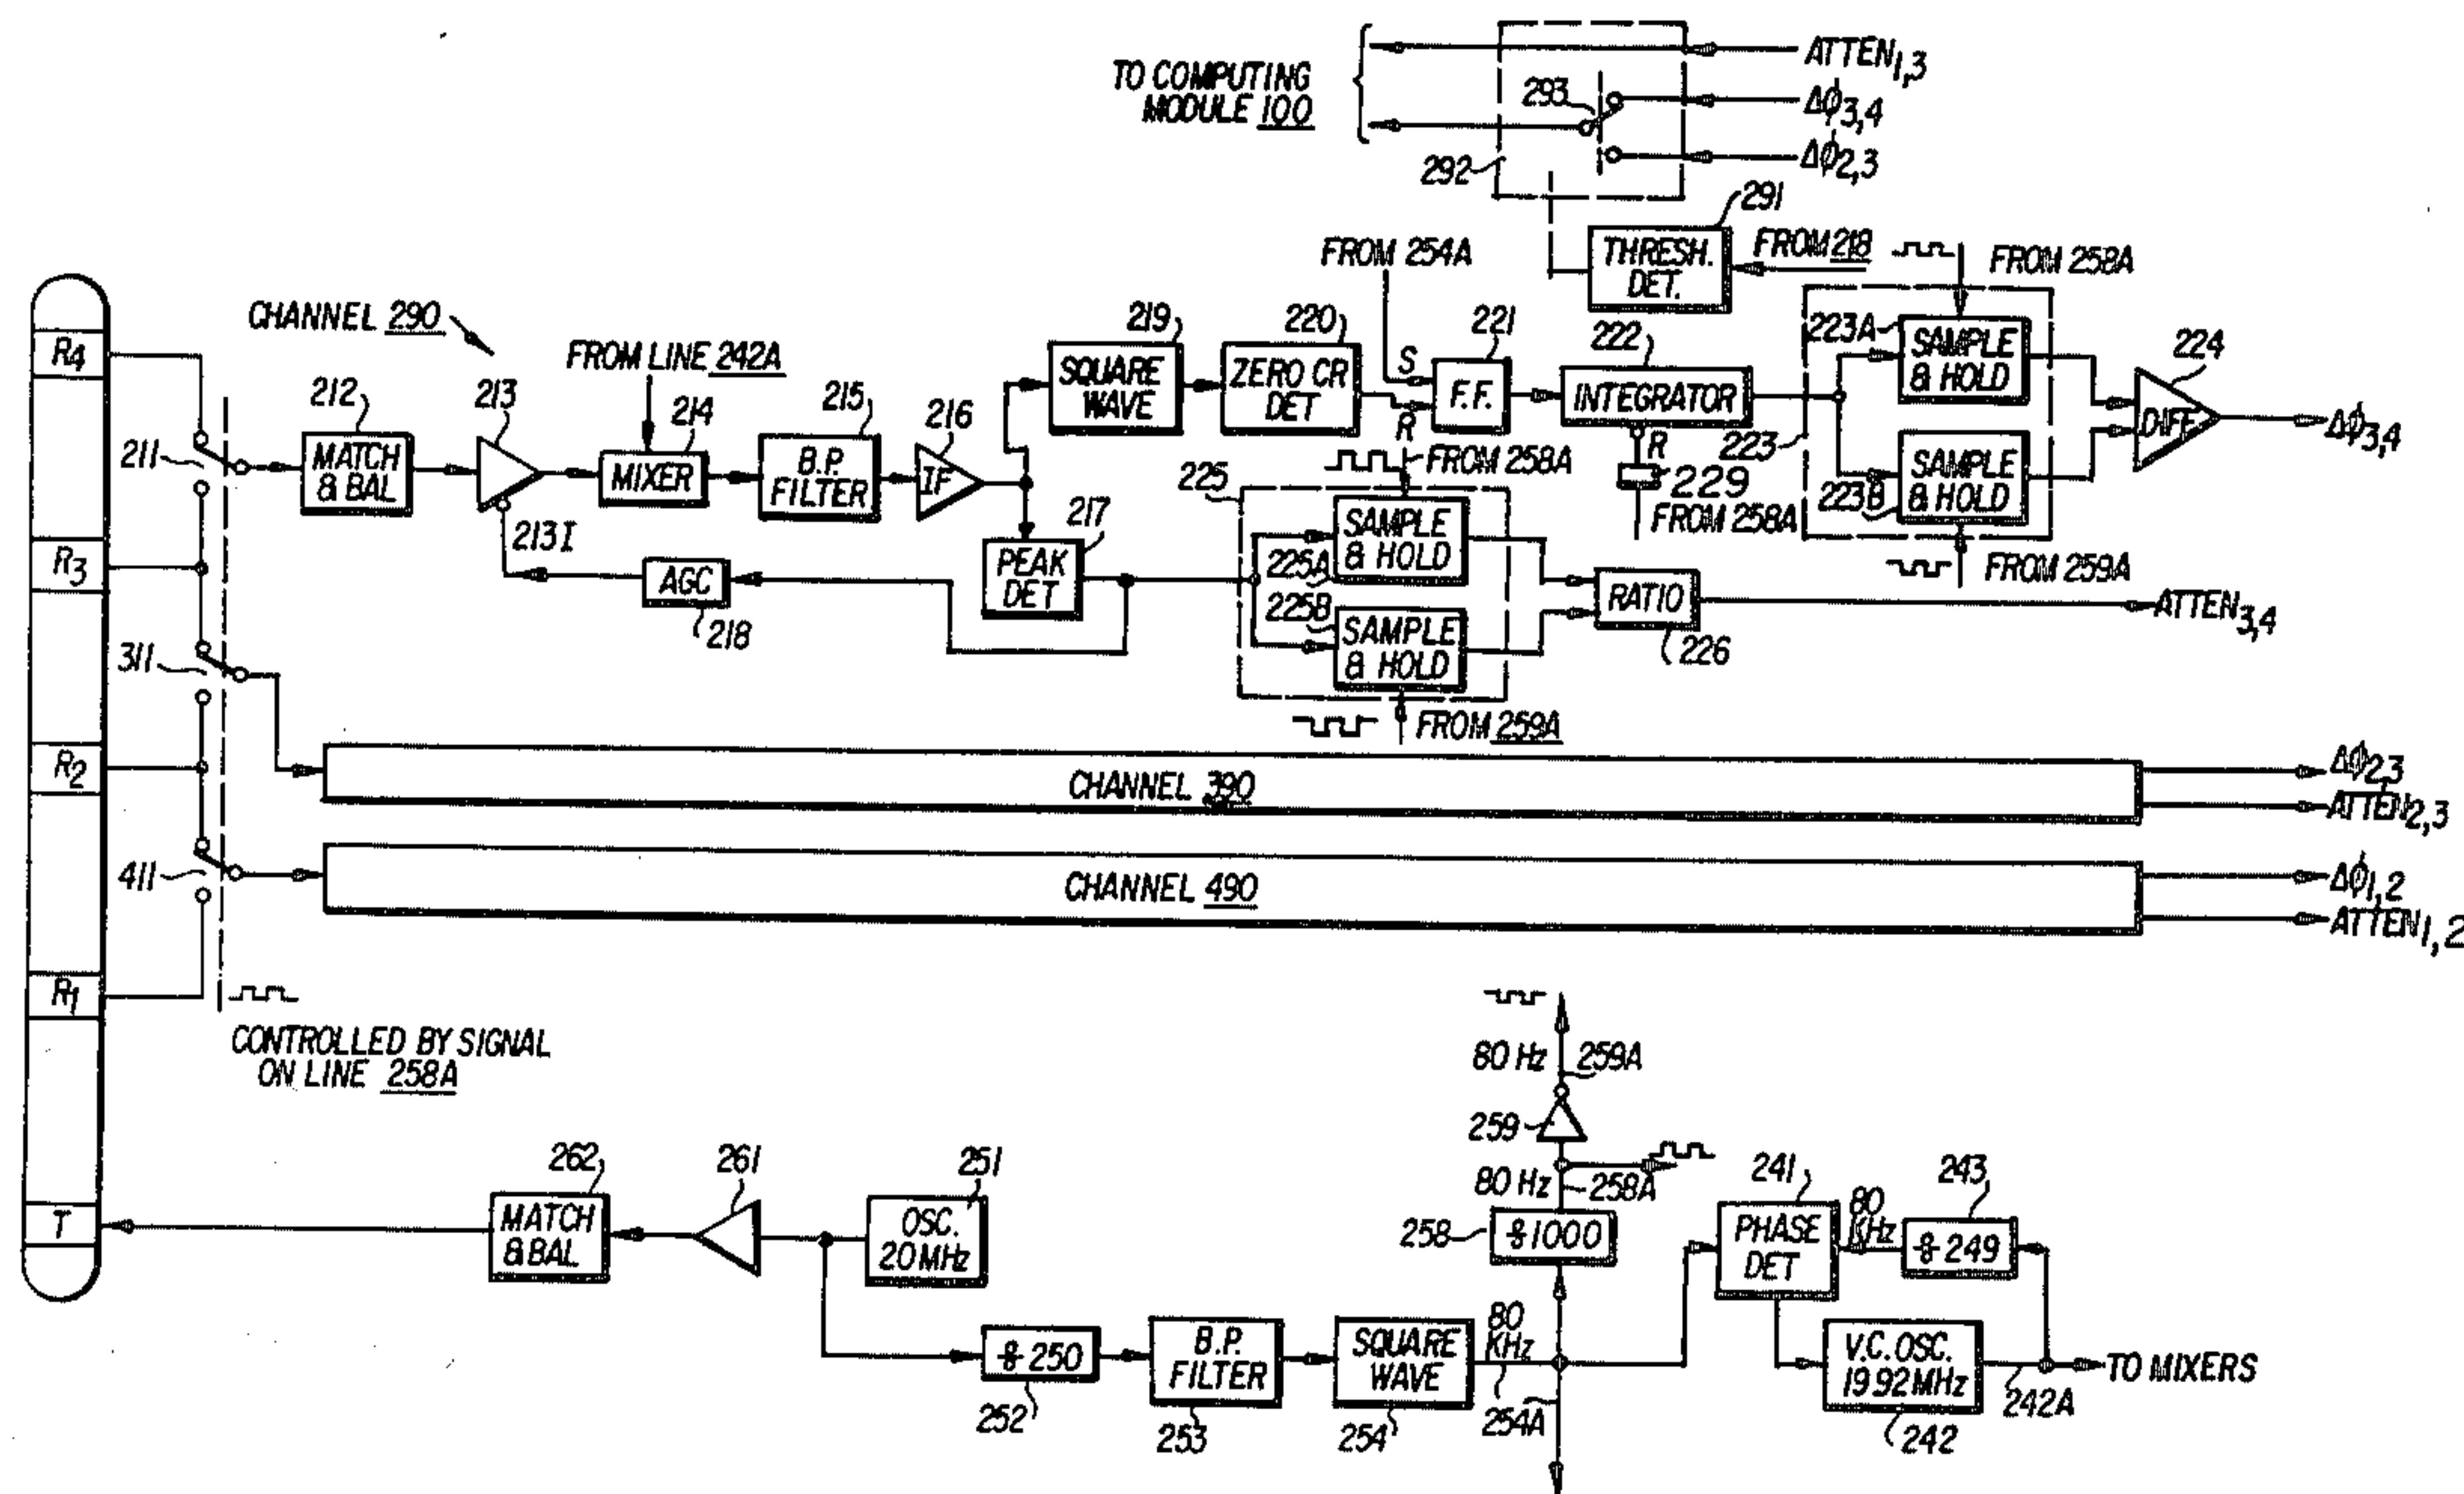 TO COMPUTING
MODULE 100
ATTEN1,3
Δϕ3,4
Δϕ2,3
293
292
291
THRESH.
DET.
FROM 218
FROM 254A
FROM 258A
CHANNEL 290
R4
R3
R2
R1
T
211
212
MATCH
& BAL
213
213I
FROM LINE 242A
214
MIXER
215
B.P.
FILTER
216
IF
217
PEAK
DET
AGC
218
219
SQUARE
WAVE
220
ZERO CR
DET
S
R
221
F.F.
222
INTEGRATOR
R
229
FROM 258A
223
223A
SAMPLE
& HOLD
223B
SAMPLE
& HOLD
FROM 259A
224
DIFF.
Δϕ3,4
225
FROM 258A
225A
SAMPLE
& HOLD
225B
SAMPLE
& HOLD
FROM 259A
RATIO
226
ATTEN3,4
311
CHANNEL 390
Δϕ2,3
ATTEN2,3
411
CHANNEL 490
Δϕ1,2
ATTEN1,2
CONTROLLED BY SIGNAL
ON LINE 258A
262
MATCH
& BAL
261
251
OSC.
20 MHz
÷250
252
B.P.
FILTER
253
SQUARE
WAVE
254
80
KHz
254A
258
÷1000
80 Hz
258A
259
80 Hz
259A
241
PHASE
DET
80
KHz
243
÷249
V.C. OSC.
19.92 MHz
242
242A
TO MIXERS